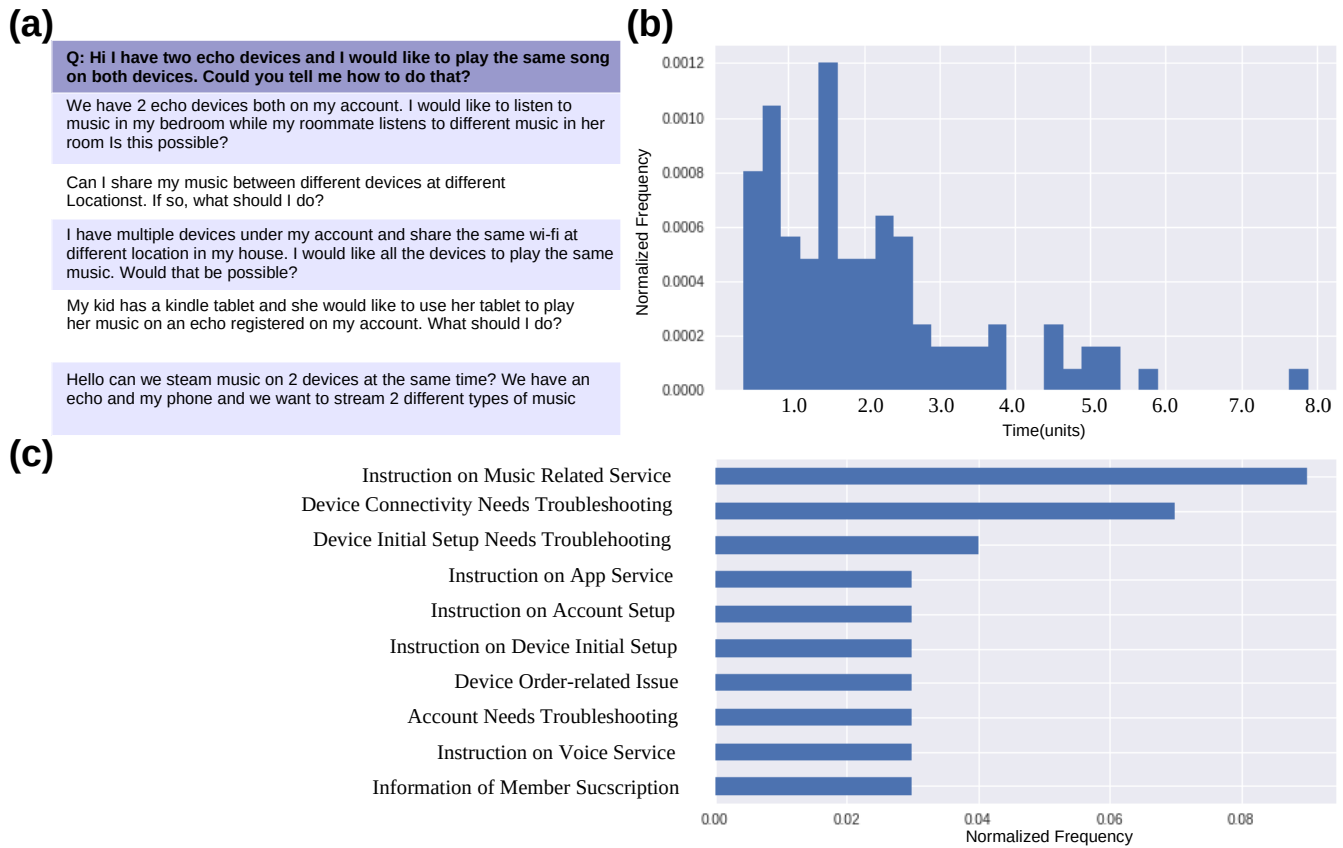 (a)
Q: Hi I have two echo devices and I would like to play the same song
on both devices. Could you tell me how to do that?
We have 2 echo devices both on my account. I would like to listen to
music in my bedroom while my roommate listens to different music in her
room Is this possible?
Can I share my music between different devices at different
Locationst. If so, what should I do?
I have multiple devices under my account and share the same wi-fi at
different location in my house. I would like all the devices to play the same
music. Would that be possible?
My kid has a kindle tablet and she would like to use her tablet to play
her music on an echo registered on my account. What should I do?
Hello can we steam music on 2 devices at the same time? We have an
echo and my phone and we want to stream 2 different types of music
(b)
Normalized Frequency
0.0012
0.0010
0.0008
0.0006
0.0004
0.0002
0.0000
1.0 2.0 3.0 4.0 5.0 6.0 7.0 8.0
Time(units)
(c)
Instruction on Music Related Service
Device Connectivity Needs Troubleshooting
Device Initial Setup Needs Troublehooting
Instruction on App Service
Instruction on Account Setup
Instruction on Device Initial Setup
Device Order-related Issue
Account Needs Troubleshooting
Instruction on Voice Service
Information of Member Sucscription
0.00 0.02 0.04 0.06 0.08
Normalized Frequency